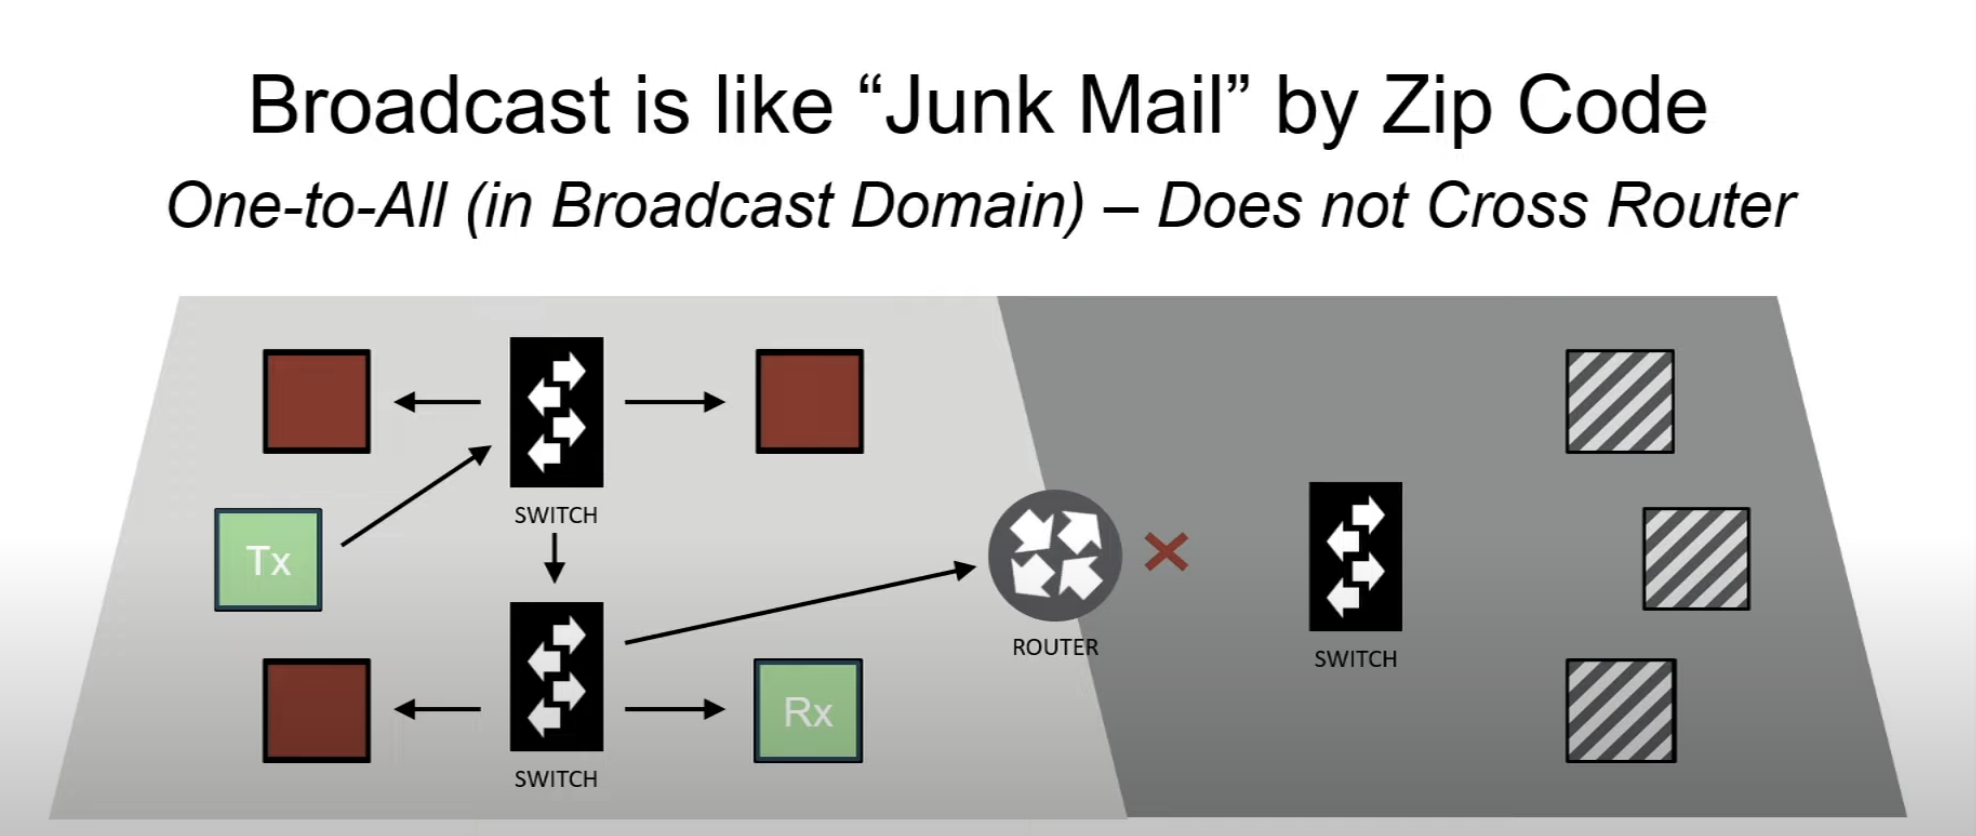 Broadcast is like “Junk Mail” by Zip Code
One-to-All (in Broadcast Domain) – Does not Cross Router
SWITCH
Tx
ROUTER
SWITCH
Rx
SWITCH